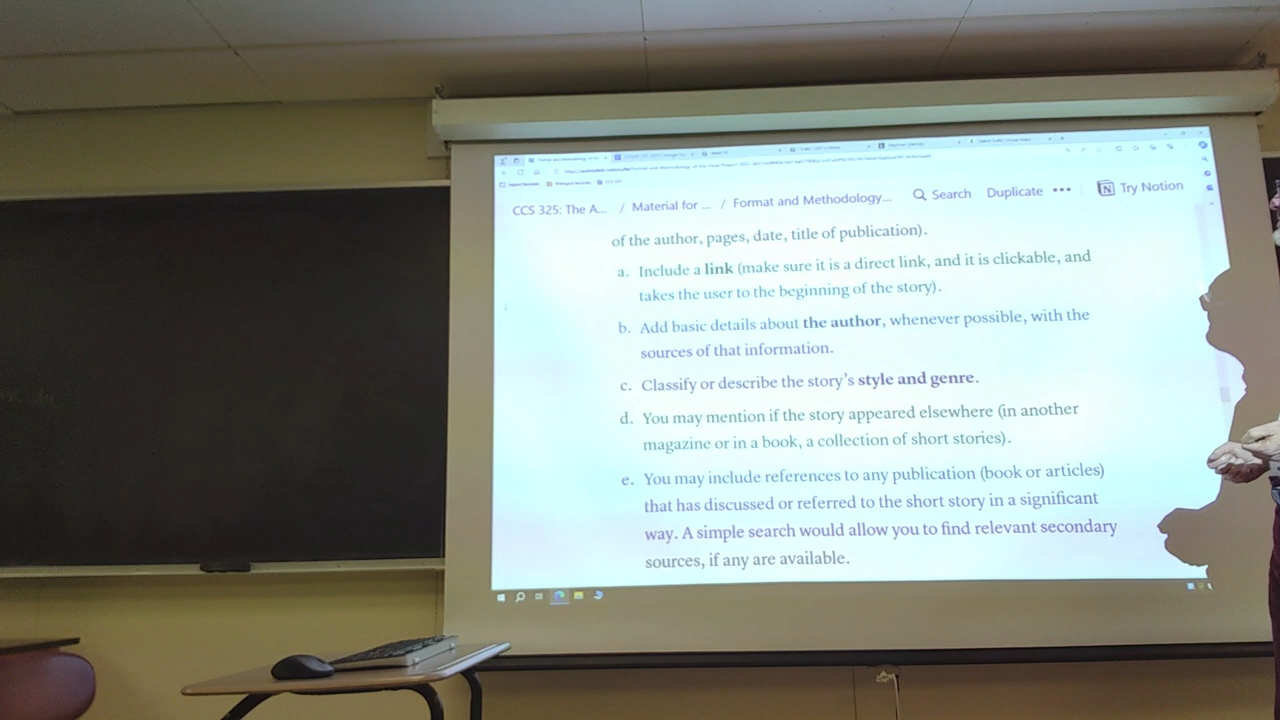 CCS 325: The A... / Material for ... / Format and Methodology... Search Duplicate ••• Try Notion
of the author, pages, date, title of publication).
a. Include a link (make sure it is a direct link, and it is clickable, and
takes the user to the beginning of the story).
b. Add basic details about the author, whenever possible, with the
sources of that information.
c. Classify or describe the story's style and genre.
d. You may mention if the story appeared elsewhere (in another
magazine or in a book, a collection of short stories).
e. You may include references to any publication (book or articles)
that has discussed or referred to the short story in a significant
way. A simple search would allow you to find relevant secondary
sources, if any are available.